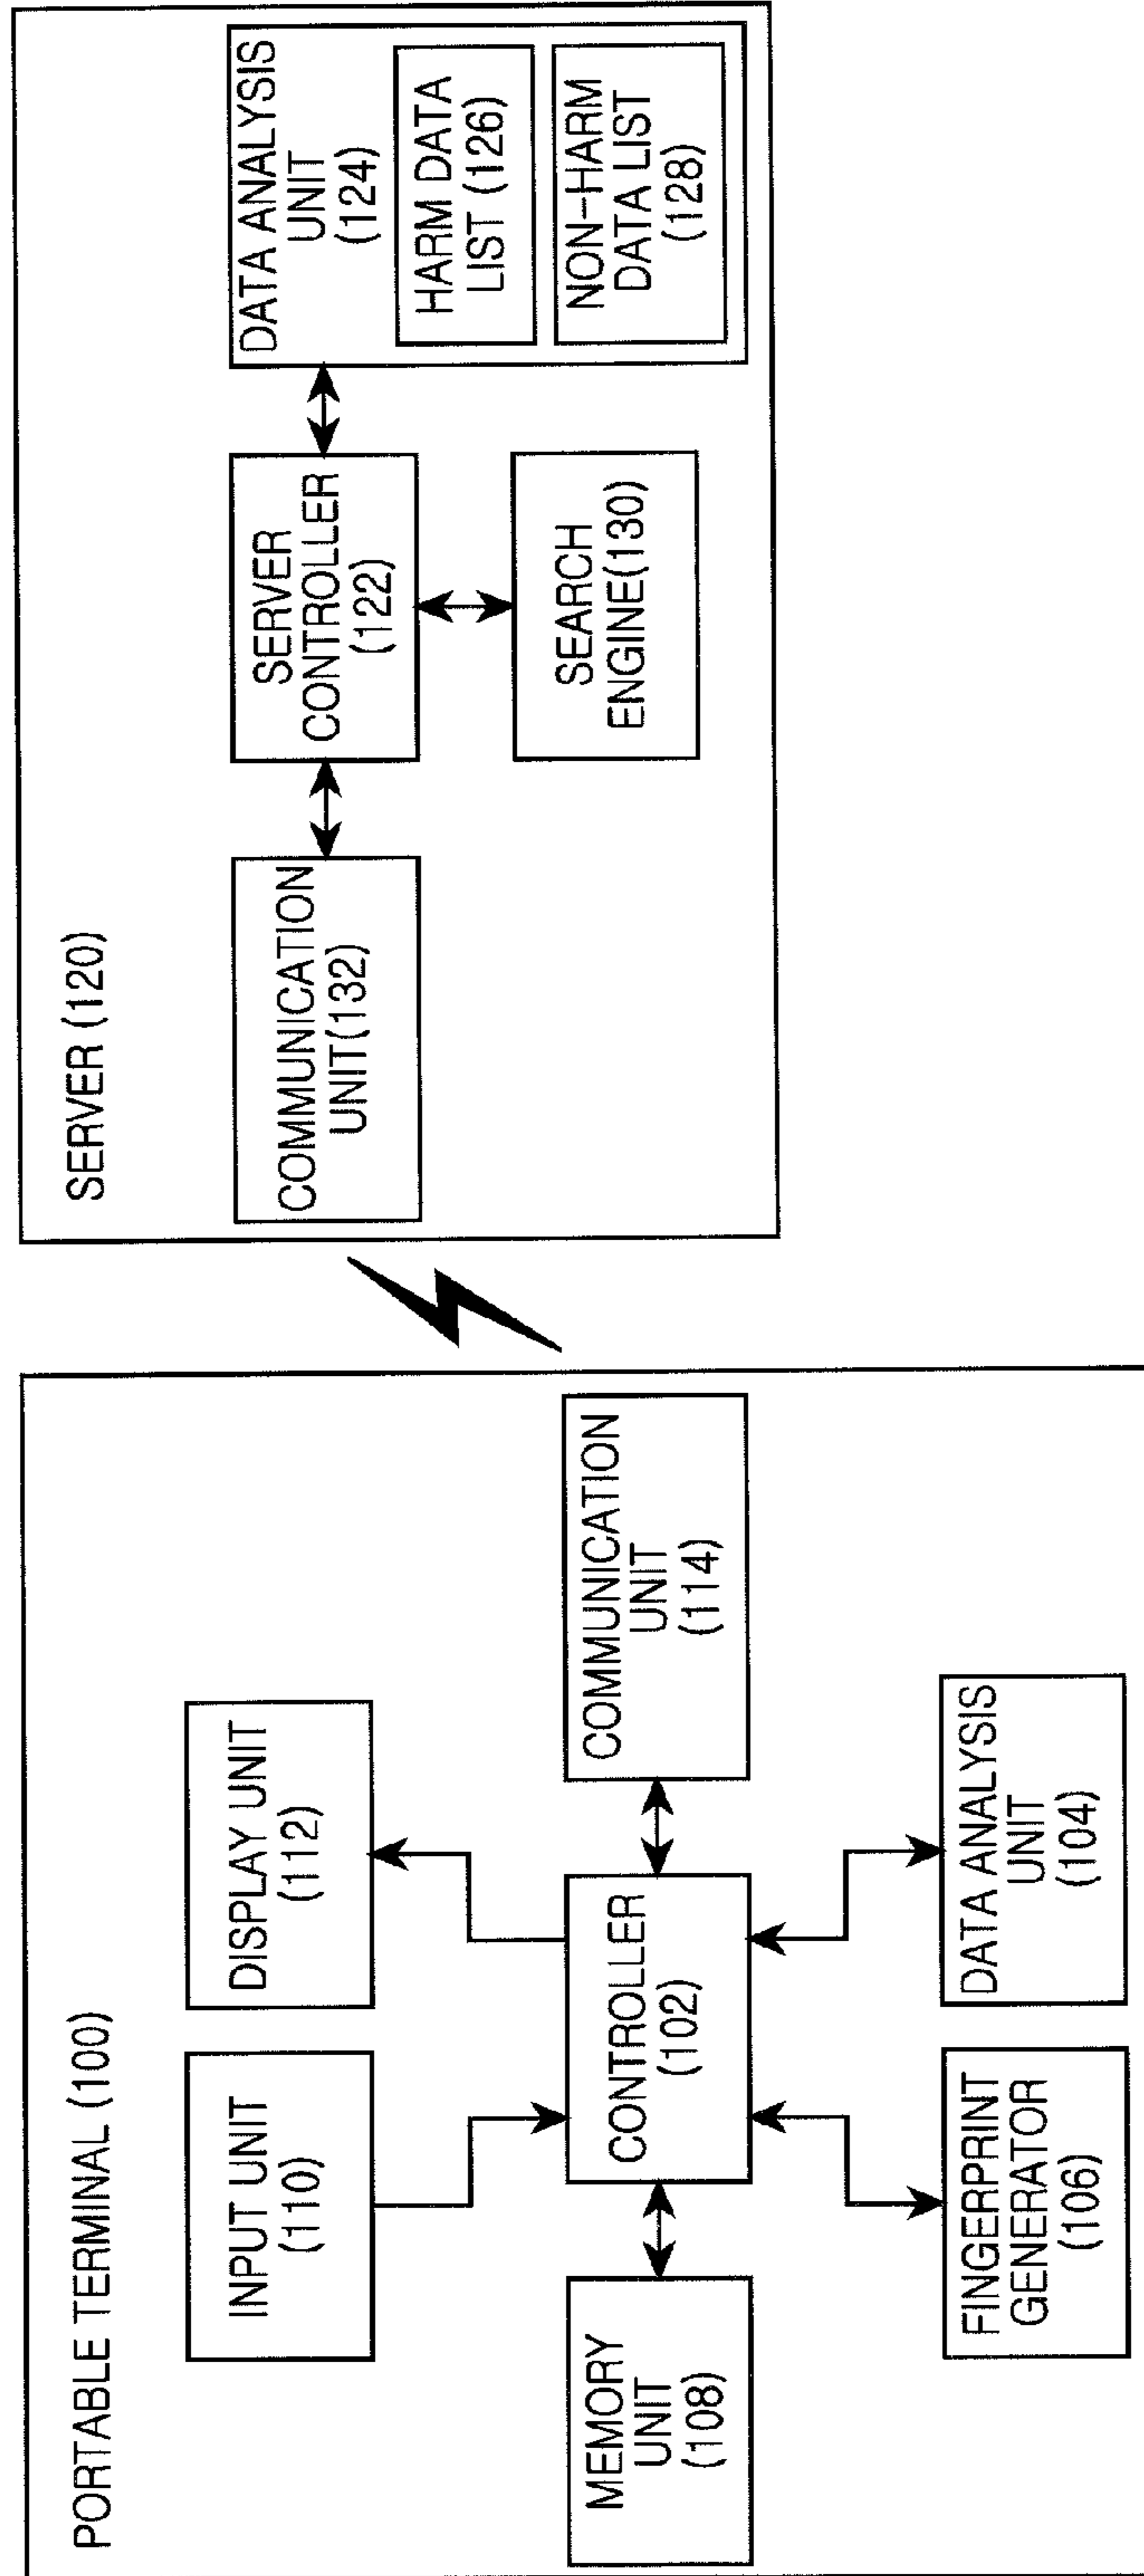 PORTABLE TERMINAL (100)
INPUT UNIT
(110)
DISPLAY UNIT
(112)
MEMORY
UNIT
(108)
CONTROLLER
(102)
COMMUNICATION
UNIT
(114)
FINGERPRINT
GENERATOR
(106)
DATA ANALYSIS
UNIT
(104)
SERVER (120)
COMMUNICATION
UNIT(132)
SERVER
CONTROLLER
(122)
DATA ANALYSIS
UNIT
(124)
HARM DATA
LIST (126)
NON-HARM
DATA LIST
(128)
SEARCH
ENGINE(130)